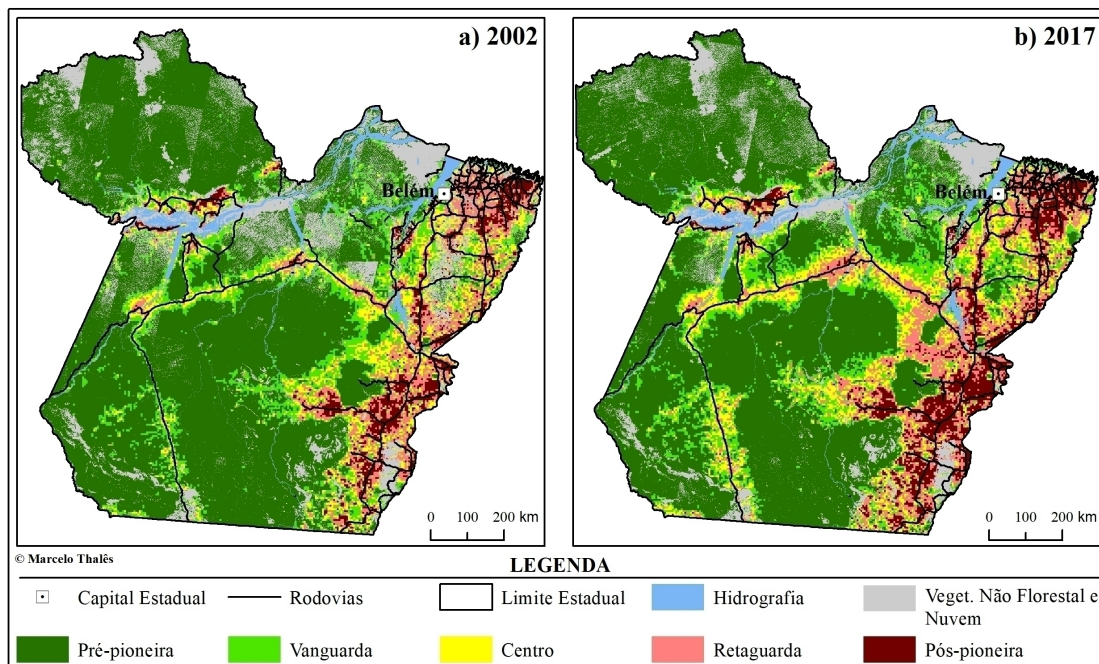 a) 2002
Belém
0 100 200 km
b) 2017
Belém
0 100 200 km
© Marcelo Thalês
LEGENDA
Capital Estadual
Rodovias
Limite Estadual
Hidrografia
Veget. Não Florestal e
Nuvem
Pré-pioneira
Vanguarda
Centro
Retaguarda
Pós-pioneira